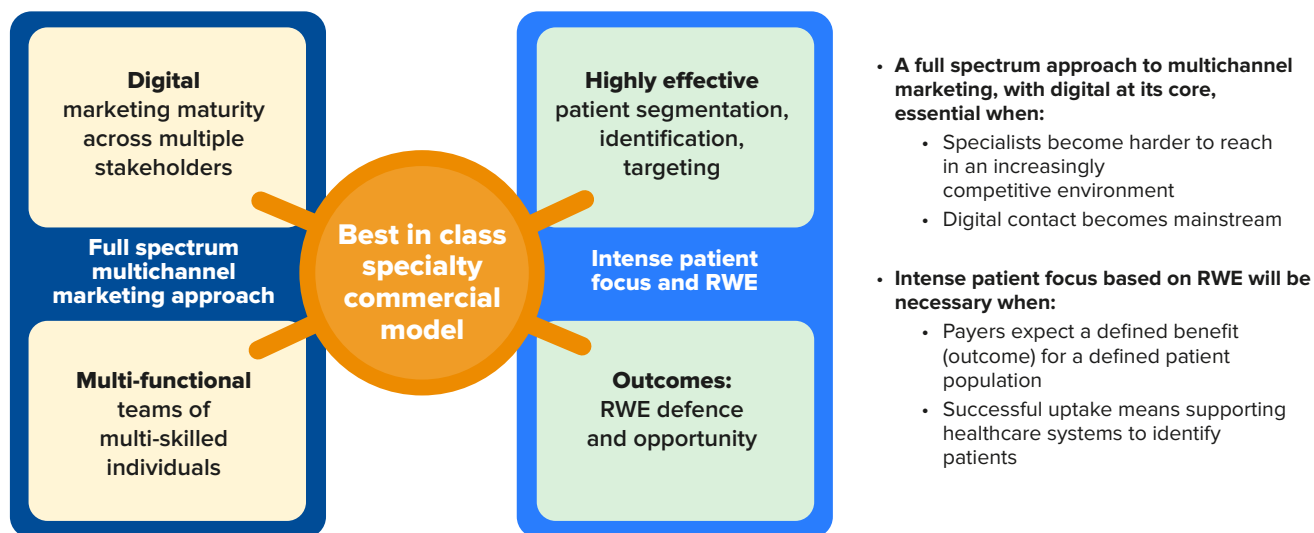 Digital
marketing maturity
across multiple
stakeholders
Full spectrum
multichannel
marketing approach
Multi-functional
teams of
multi-skilled
individuals
Best in class
specialty
commercial
model
Highly effective
patient segmentation,
identification,
targeting
Intense patient
focus and RWE
Outcomes:
RWE defence
and opportunity
• A full spectrum approach to multichannel
marketing, with digital at its core,
essential when:
• Specialists become harder to reach
in an increasingly
competitive environment
• Digital contact becomes mainstream
• Intense patient focus based on RWE will be
necessary when:
• Payers expect a defined benefit
(outcome) for a defined patient
population
• Successful uptake means supporting
healthcare systems to identify
patients